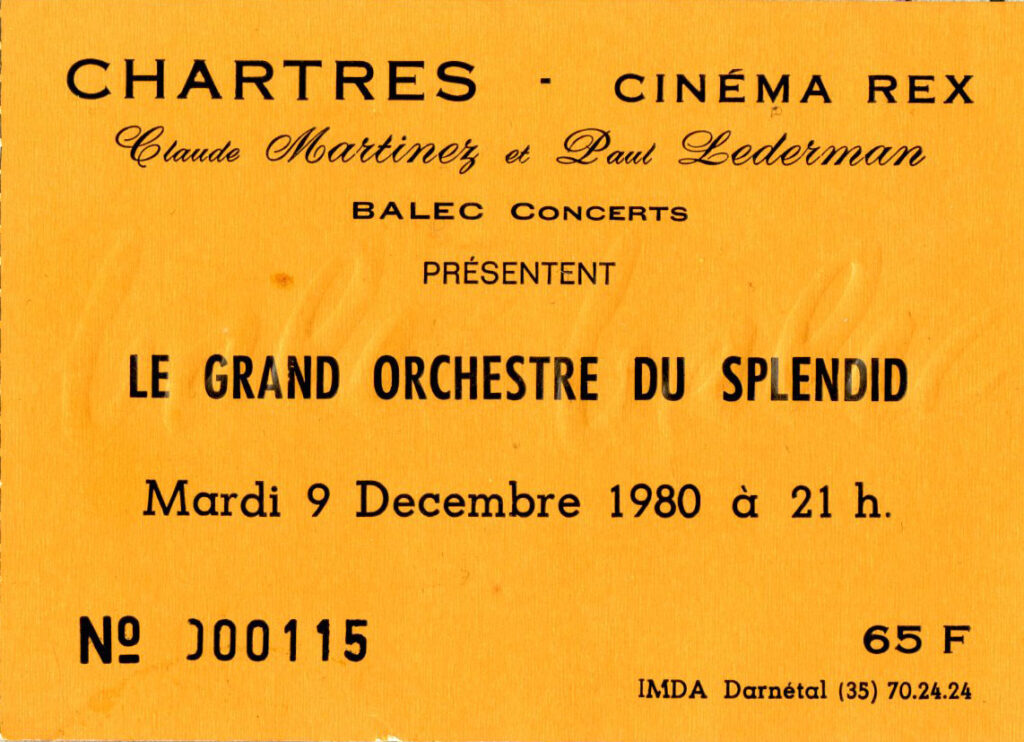 CHARTRES - CINÉMA REX
Claude Martinez et Paul Lederman
BALEC CONCERTS
PRÉSENTENT
LE GRAND ORCHESTRE DU SPLENDID
Mardi 9 Decembre 1980 à 21 h.
Nº 000115
65 F
IMDA Darnétal (35) 70.24.24